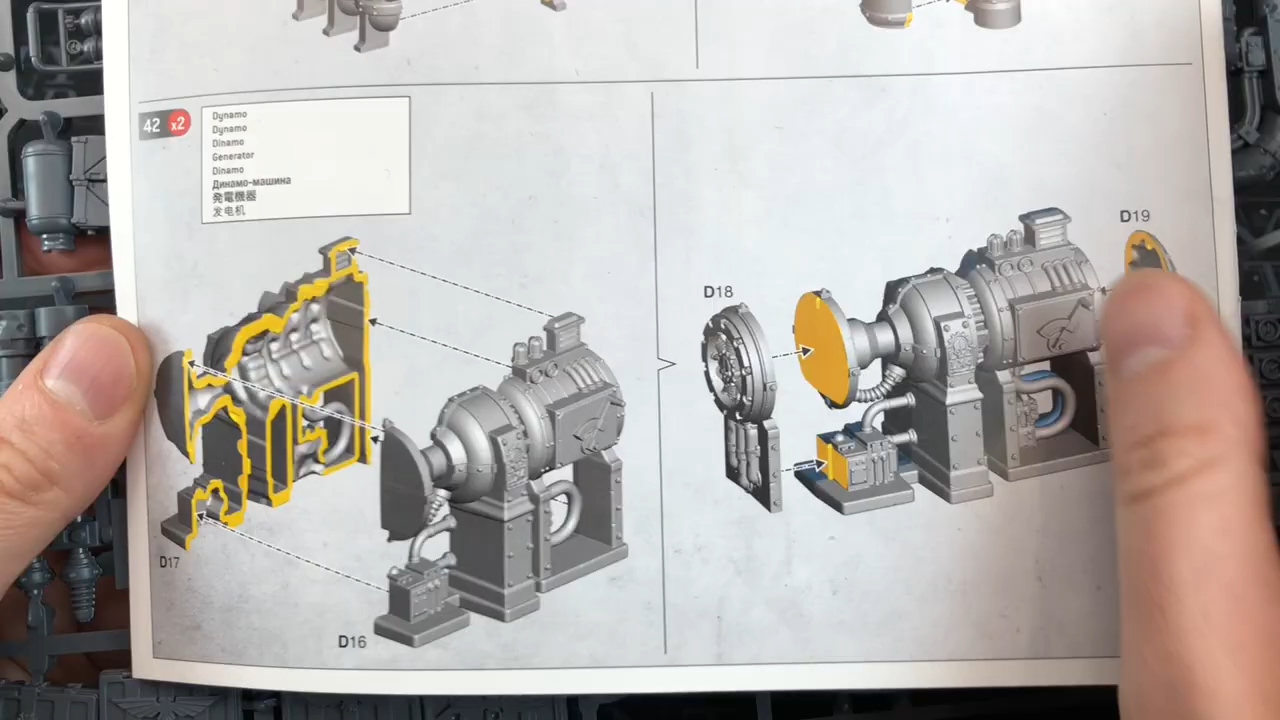 42 x2
Dynamo
Dynamo
Dinamo
Generator
Dinamo
Динамо-машина
発電機器
发电机
D19
D18
D17
D16